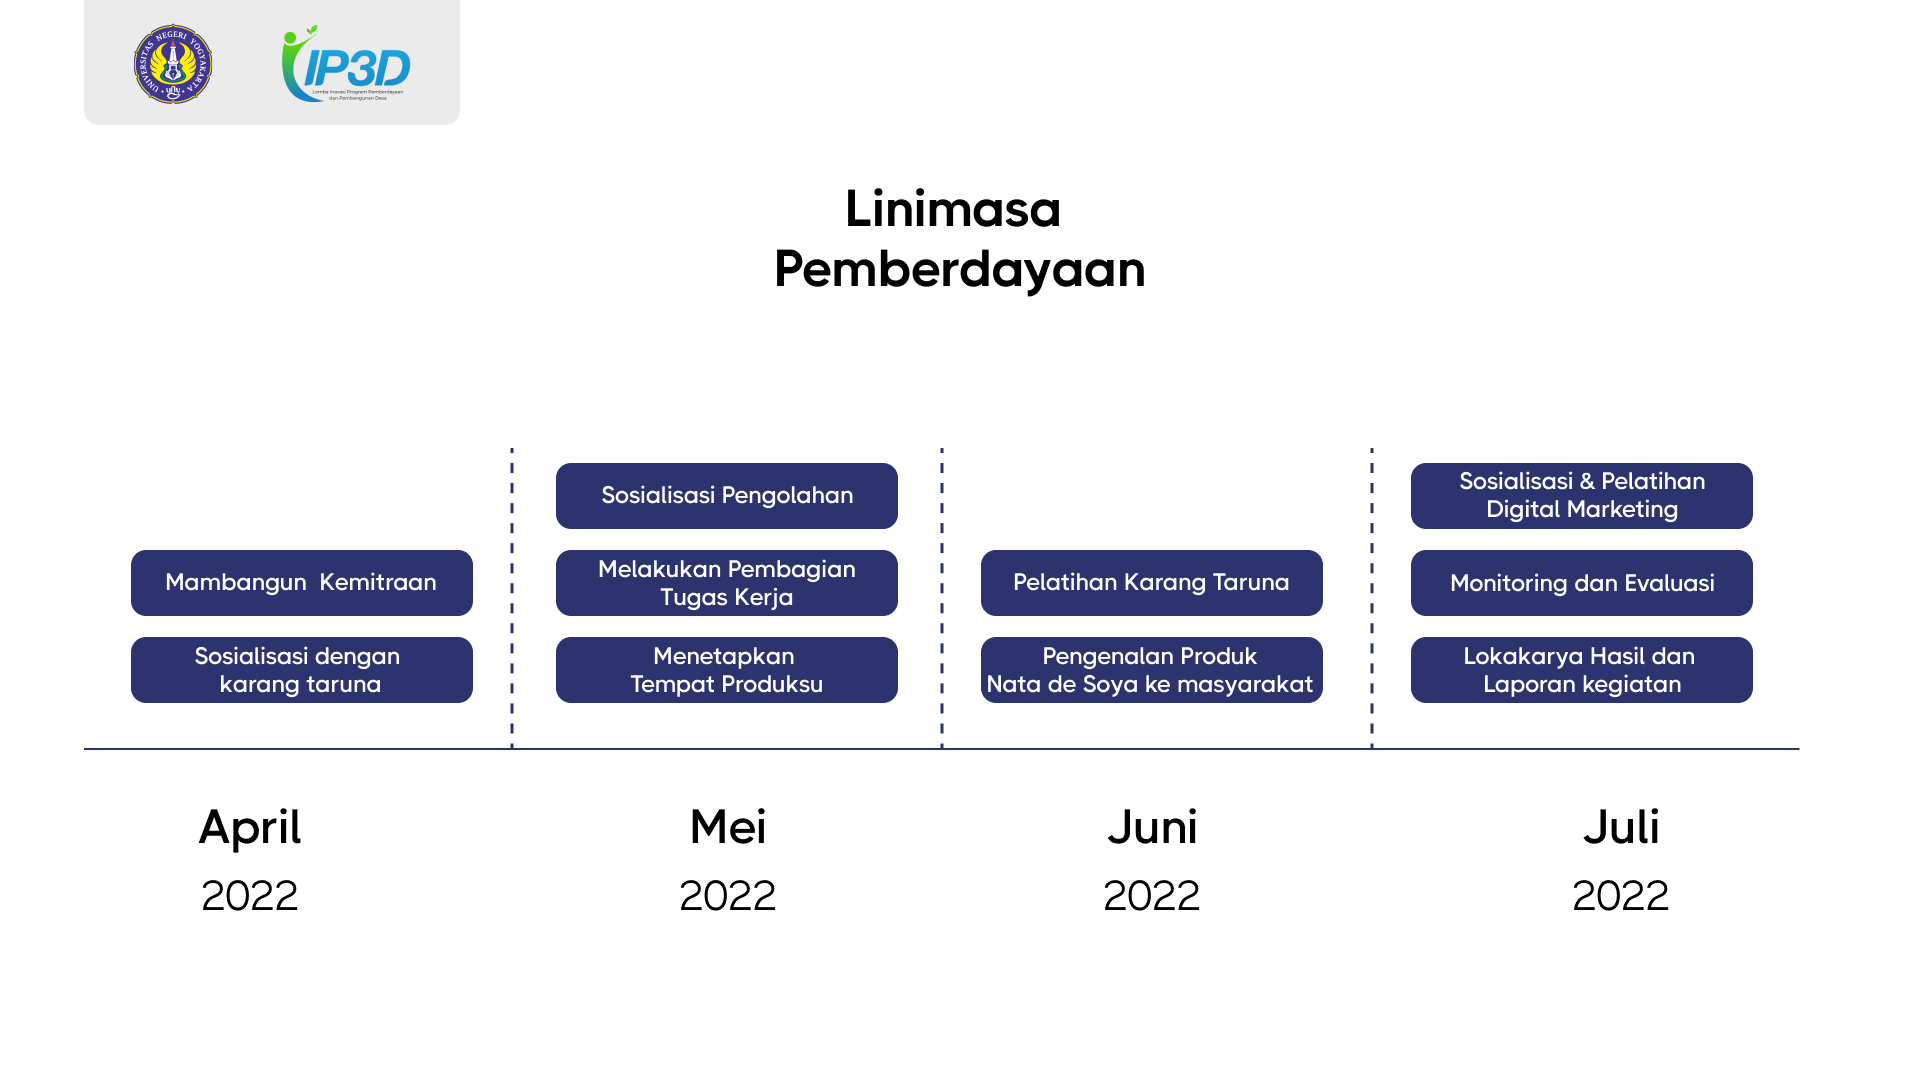 UNIVERSITAS NEGERI YOGYAKARTA
IP3D
Lomba Inovasi Program Pemberdayaan
dan Pembangunan Desa
Linimasa
Pemberdayaan
Mambangun Kemitraan
Sosialisasi dengan
karang taruna
Sosialisasi Pengolahan
Melakukan Pembagian
Tugas Kerja
Menetapkan
Tempat Produksu
Pelatihan Karang Taruna
Pengenalan Produk
Nata de Soya ke masyarakat
Sosialisasi & Pelatihan
Digital Marketing
Monitoring dan Evaluasi
Lokakarya Hasil dan
Laporan kegiatan
April
2022
Mei
2022
Juni
2022
Juli
2022